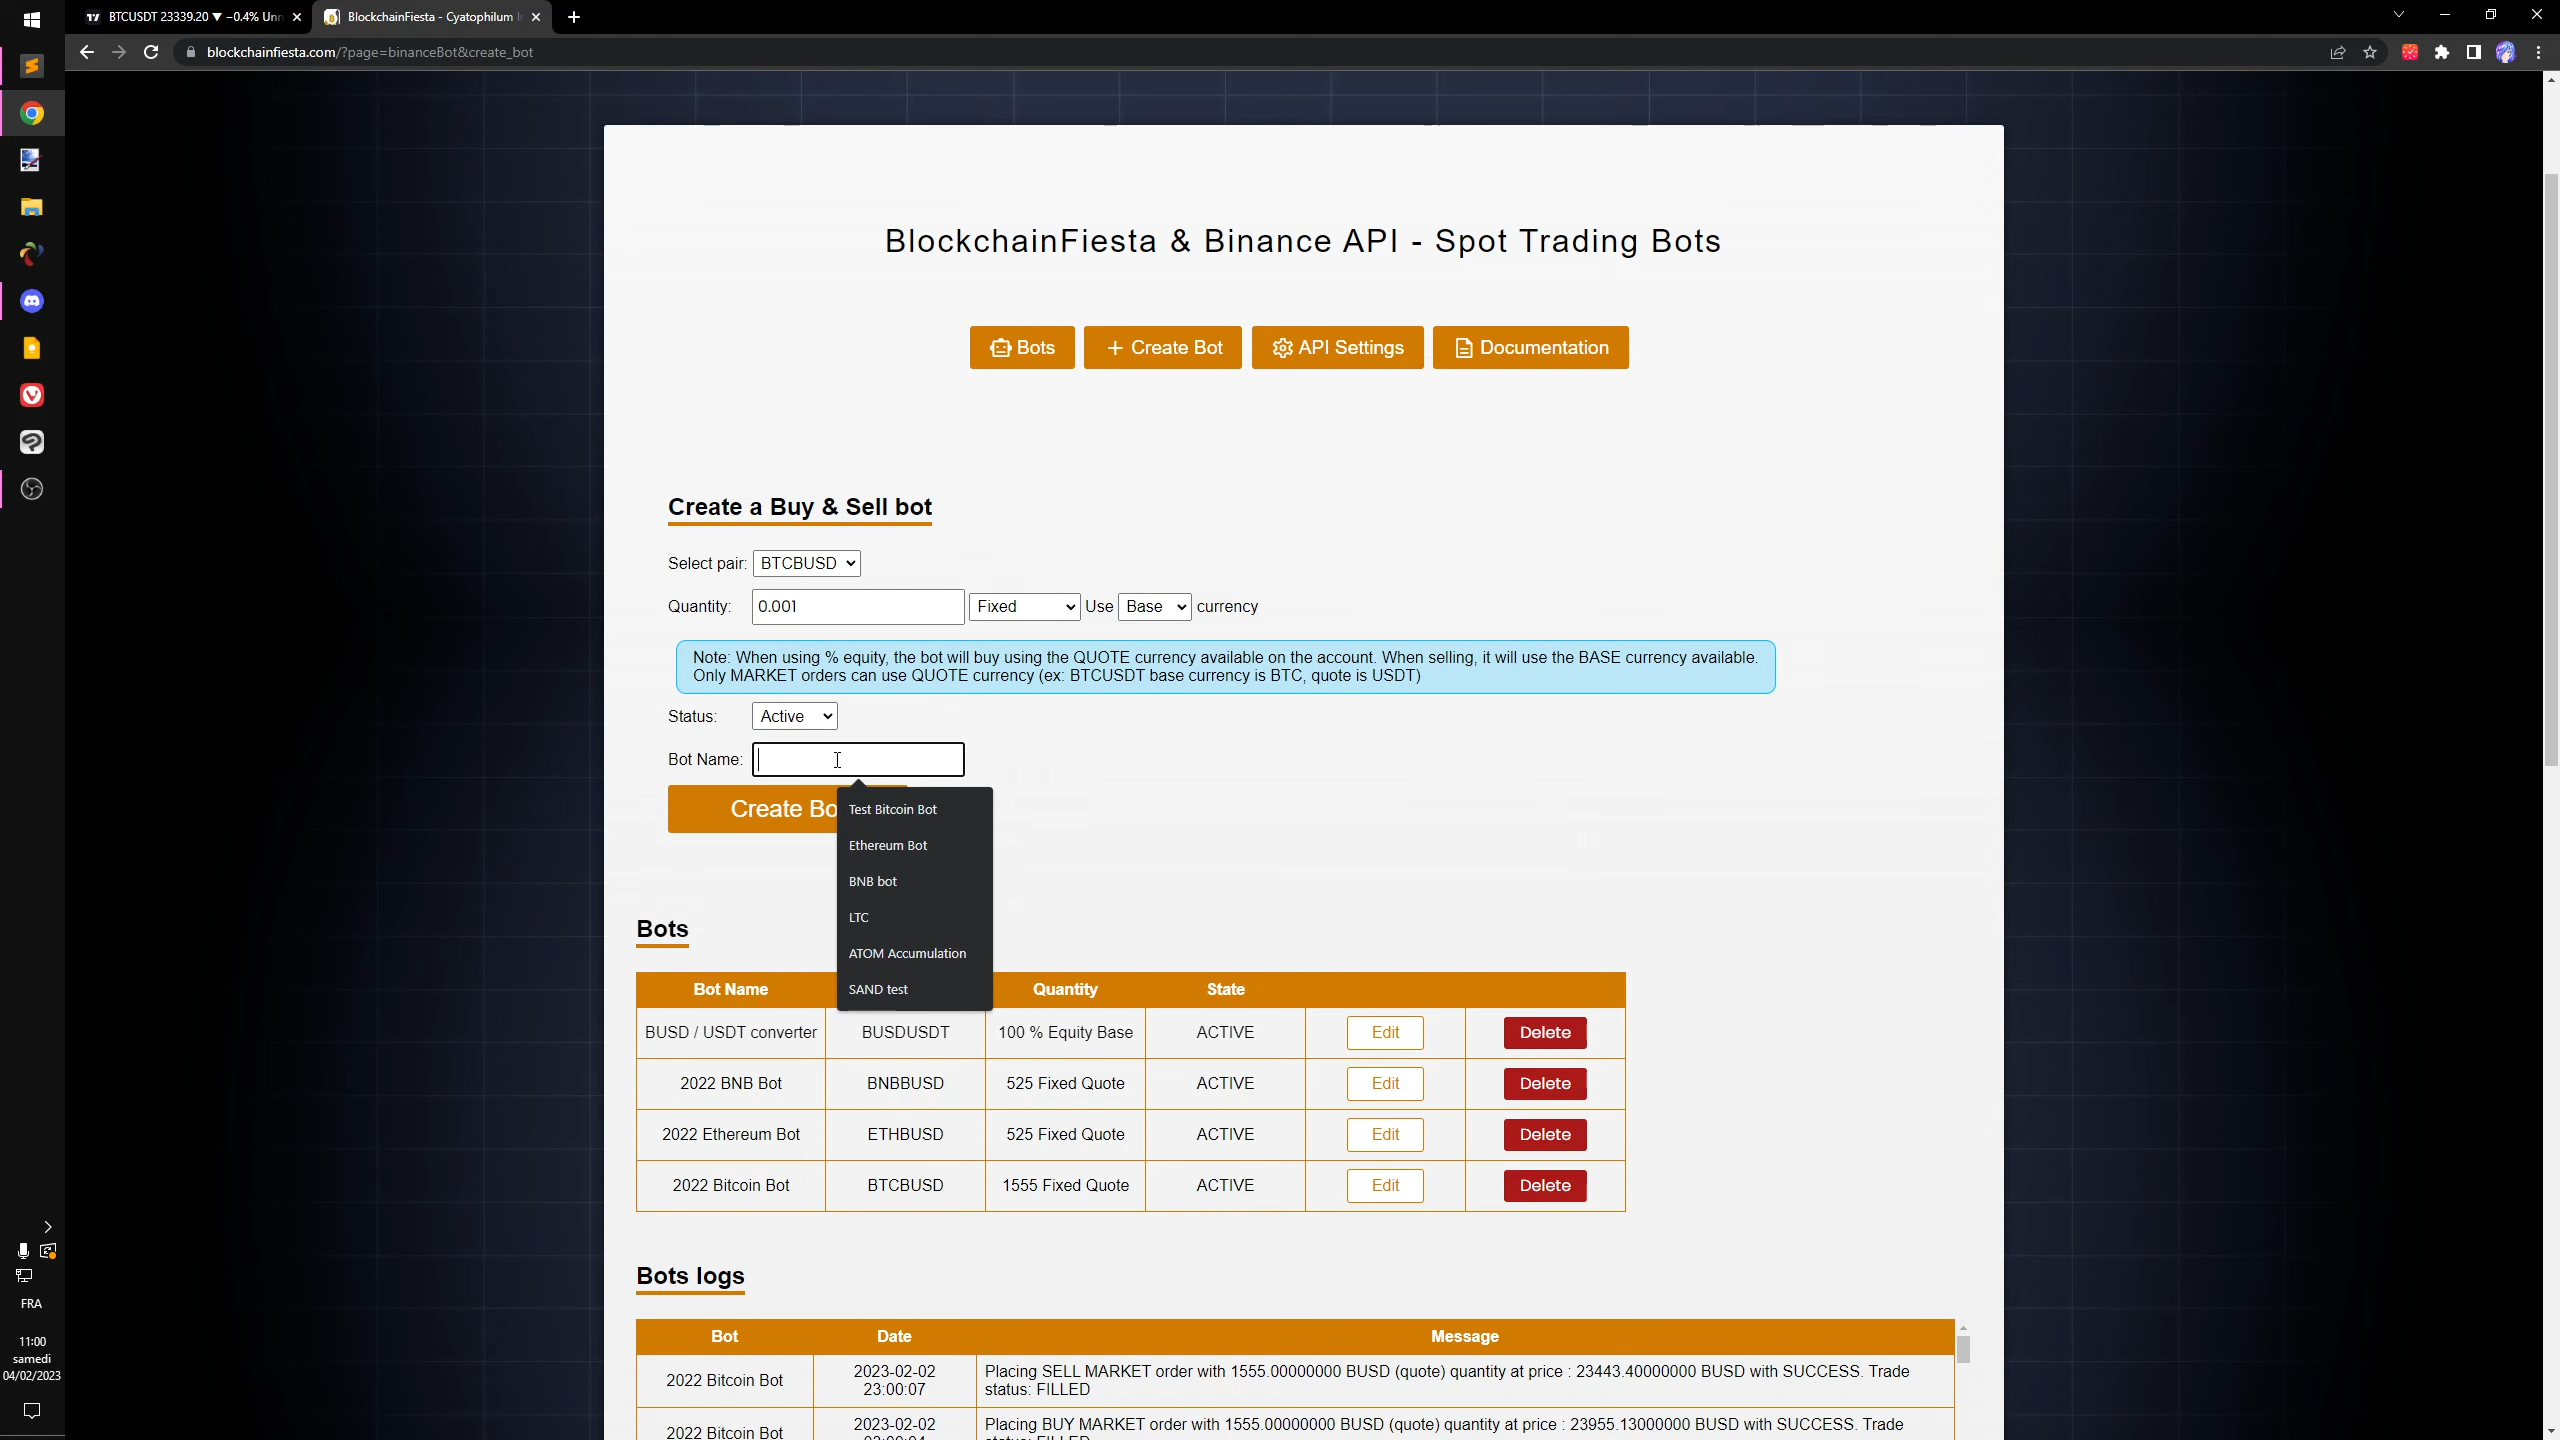 BTCUSDT 23339.20 ▼ −0.4% Unn
BlockchainFiesta - Cyatophilum I
blockchainfiesta.com/?page=binanceBot&create_bot
BlockchainFiesta & Binance API - Spot Trading Bots
Bots
+ Create Bot
API Settings
Documentation
Create a Buy & Sell bot
Select pair: BTCBUSD
Quantity: 0.001 Fixed Use Base currency
Note: When using % equity, the bot will buy using the QUOTE currency available on the account. When selling, it will use the BASE currency available.
Only MARKET orders can use QUOTE currency (ex: BTCUSDT base currency is BTC, quote is USDT)
Status: Active
Bot Name:
Create Bo
Test Bitcoin Bot
Ethereum Bot
BNB bot
LTC
ATOM Accumulation
SAND test
Bots
Bot Name Quantity State
BUSD / USDT converter BUSDUSDT 100 % Equity Base ACTIVE Edit Delete
2022 BNB Bot BNBBUSD 525 Fixed Quote ACTIVE Edit Delete
2022 Ethereum Bot ETHBUSD 525 Fixed Quote ACTIVE Edit Delete
2022 Bitcoin Bot BTCBUSD 1555 Fixed Quote ACTIVE Edit Delete
Bots logs
Bot Date Message
2022 Bitcoin Bot
2023-02-02
23:00:07
Placing SELL MARKET order with 1555.00000000 BUSD (quote) quantity at price : 23443.40000000 BUSD with SUCCESS. Trade
status: FILLED
2022 Bitcoin Bot
2023-02-02
Placing BUY MARKET order with 1555.00000000 BUSD (quote) quantity at price : 23955.13000000 BUSD with SUCCESS. Trade
FRA
11:00
samedi
04/02/2023